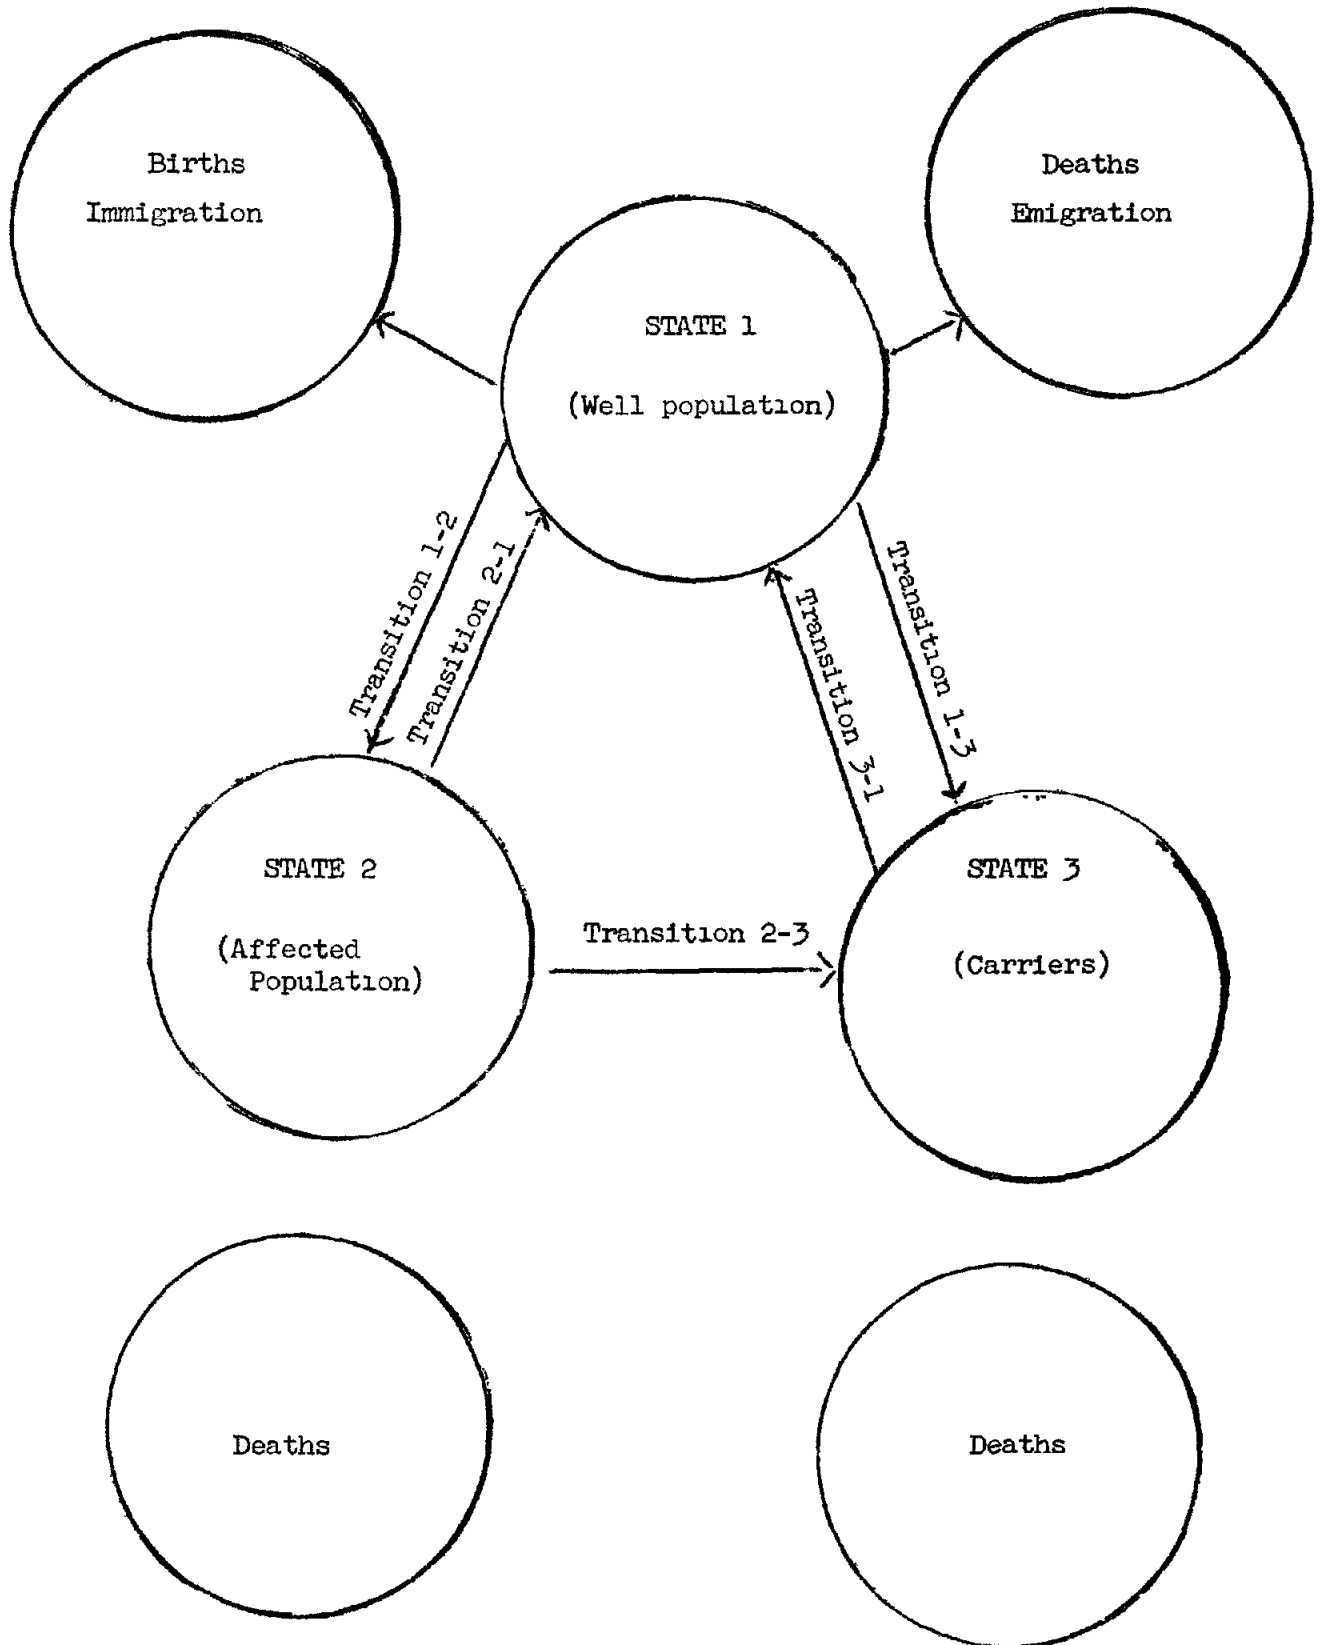 Births
Immigration
Deaths
Emigration
STATE 1
(Well population)
Transition 1-2
Transition 2-1
Transition 3-1
Transition 1-3
STATE 2
(Affected
Population)
Transition 2-3
STATE 3
(Carriers)
Deaths
Deaths